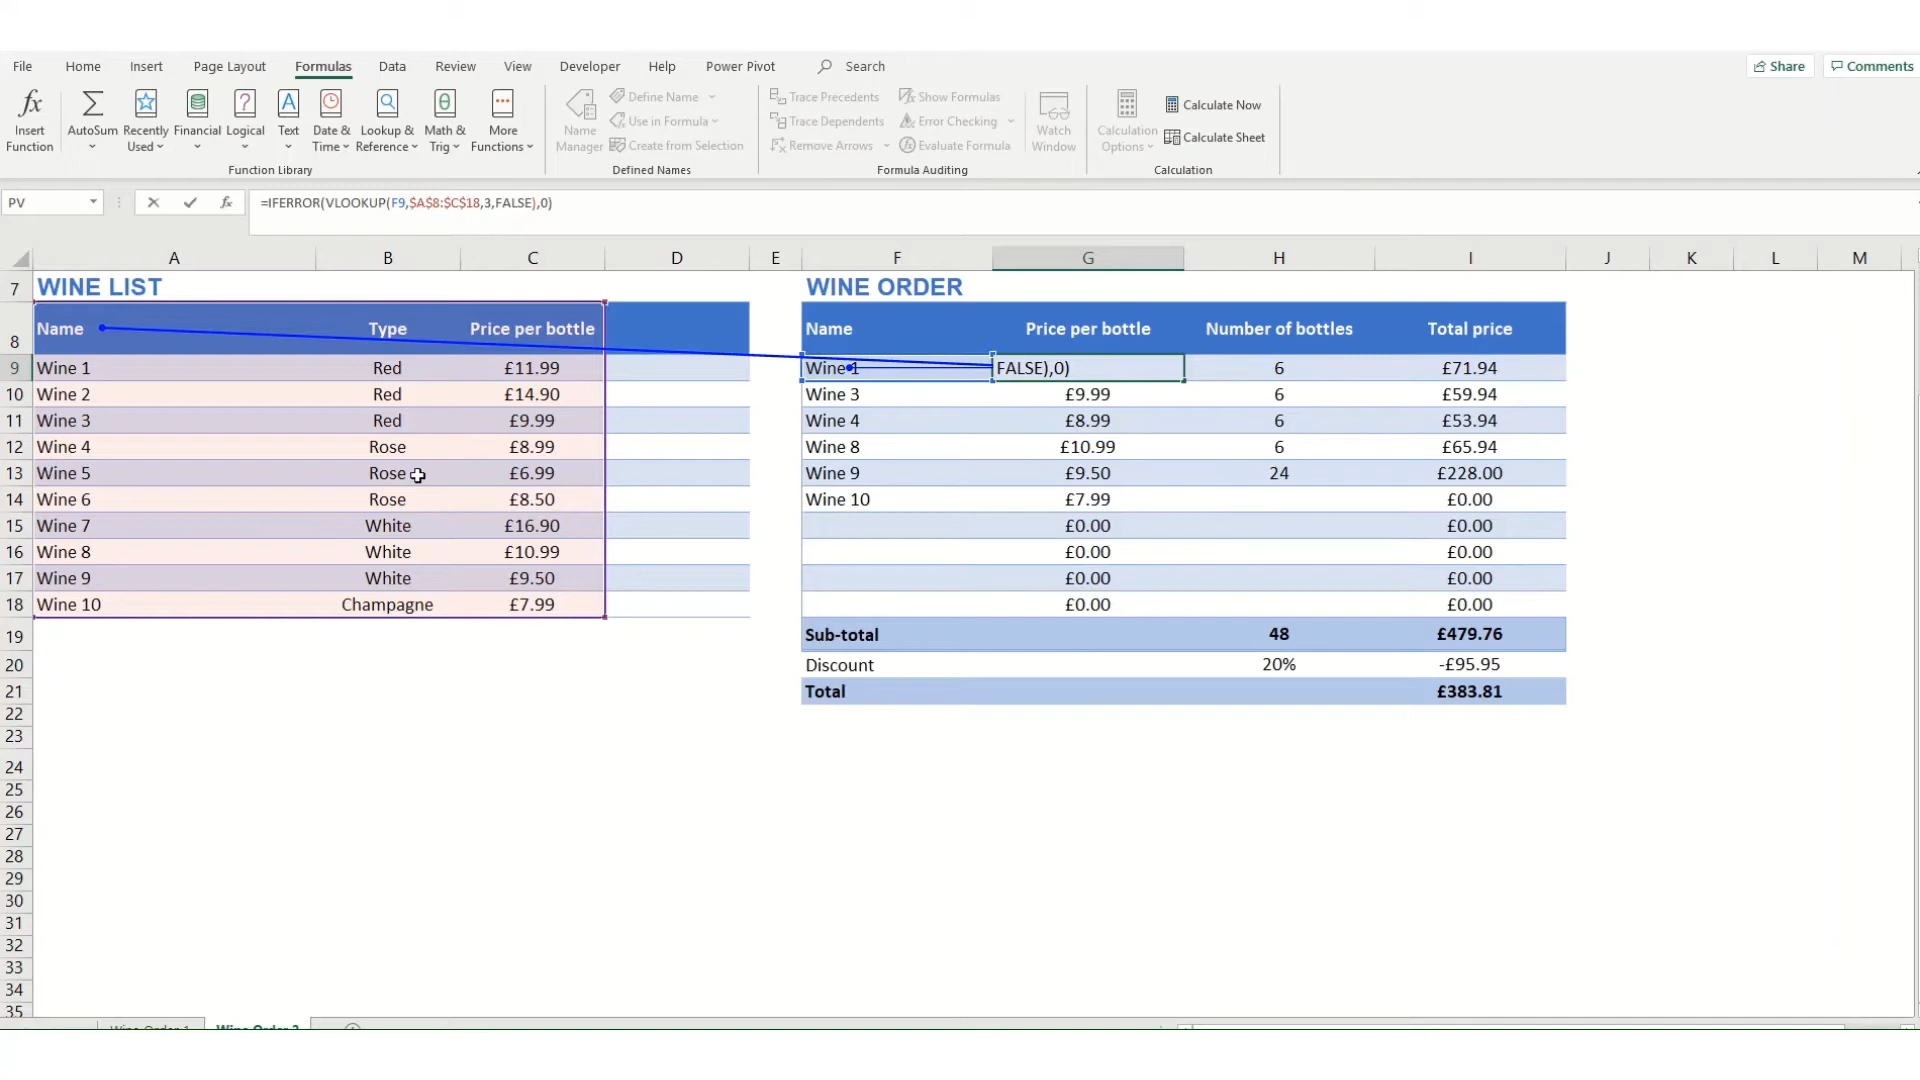 File Home Insert Page Layout Formulas Data Review View Developer Help Power Pivot Search Share Comments
Insert Function
AutoSum
Recently Used
Financial
Logical
Text
Date & Time
Lookup & Reference
Math & Trig
More Functions
Function Library
Name Manager
Define Name
Use in Formula
Create from Selection
Defined Names
Trace Precedents
Trace Dependents
Remove Arrows
Show Formulas
Error Checking
Evaluate Formula
Formula Auditing
Watch Window
Calculation Options
Calculate Now
Calculate Sheet
Calculation
PV fx =IFERROR(VLOOKUP(F9,$A$8:$C$18,3,FALSE),0)
A B C D E F G H I J K L M
7 WINE LIST WINE ORDER
8 Name Type Price per bottle Name Price per bottle Number of bottles Total price
9 Wine 1 Red £11.99 Wine 1 FALSE),0) 6 £71.94
10 Wine 2 Red £14.90 Wine 3 £9.99 6 £59.94
11 Wine 3 Red £9.99 Wine 4 £8.99 6 £53.94
12 Wine 4 Rose £8.99 Wine 8 £10.99 6 £65.94
13 Wine 5 Rose £6.99 Wine 9 £9.50 24 £228.00
14 Wine 6 Rose £8.50 Wine 10 £7.99 £0.00
15 Wine 7 White £16.90 £0.00 £0.00
16 Wine 8 White £10.99 £0.00 £0.00
17 Wine 9 White £9.50 £0.00 £0.00
18 Wine 10 Champagne £7.99 £0.00 £0.00
19 Sub-total 48 £479.76
20 Discount 20% -£95.95
21 Total £383.81
22
23
24
25
26
27
28
29
30
31
32
33
34
35
Wine Order 1 Wine Order 2